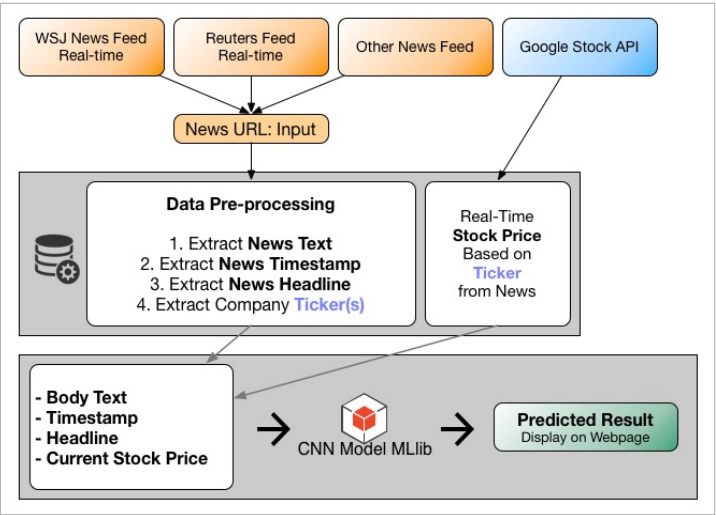 WSJ News Feed
Real-time
Reuters Feed
Real-time
Other News Feed
Google Stock API
News URL: Input
Data Pre-processing
1. Extract News Text
2. Extract News Timestamp
3. Extract News Headline
4. Extract Company Ticker(s)
Real-Time
Stock Price
Based on
Ticker
from News
- Body Text
- Timestamp
- Headline
- Current Stock Price
CNN Model MLlib
Predicted Result
Display on Webpage